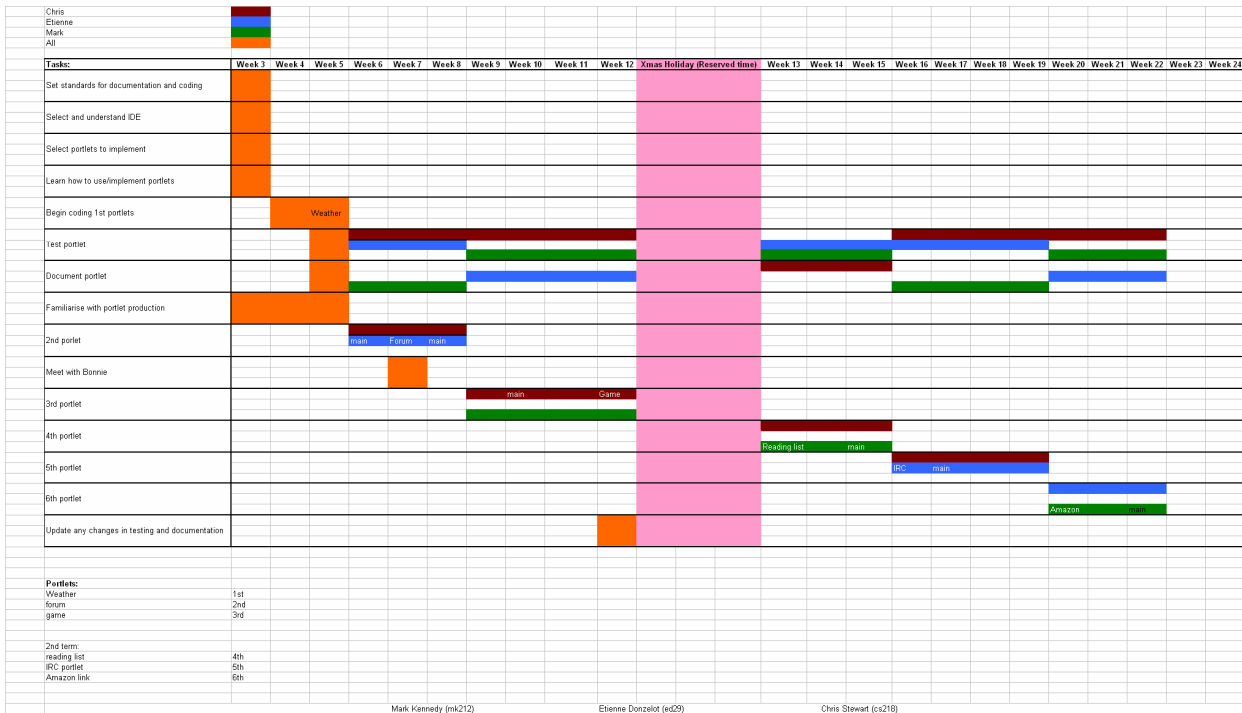 Chris
Etienne
Mark
All
Tasks: Week 3 Week 4 Week 5 Week 6 Week 7 Week 8 Week 9 Week 10 Week 11 Week 12 Xmas Holiday (Reserved time) Week 13 Week 14 Week 15 Week 16 Week 17 Week 18 Week 19 Week 20 Week 21 Week 22 Week 23 Week 24
Set standards for documentation and coding
Select and understand IDE
Select portlets to implement
Learn how to use/implement portlets
Begin coding 1st portlets Weather
Test portlet
Document portlet
Familiarise with portlet production
2nd porlet main Forum main
Meet with Bonnie
3rd portlet main Game
4th portlet
Reading list main
5th portlet IRC main
6th portlet
Amazon main
Update any changes in testing and documentation
Portlets:
Weather 1st
forum 2nd
game 3rd
2nd term:
reading list 4th
IRC portlet 5th
Amazon link 6th
Mark Kennedy (mk212) Etienne Donzelot (ed29) Chris Stewart (cs218)